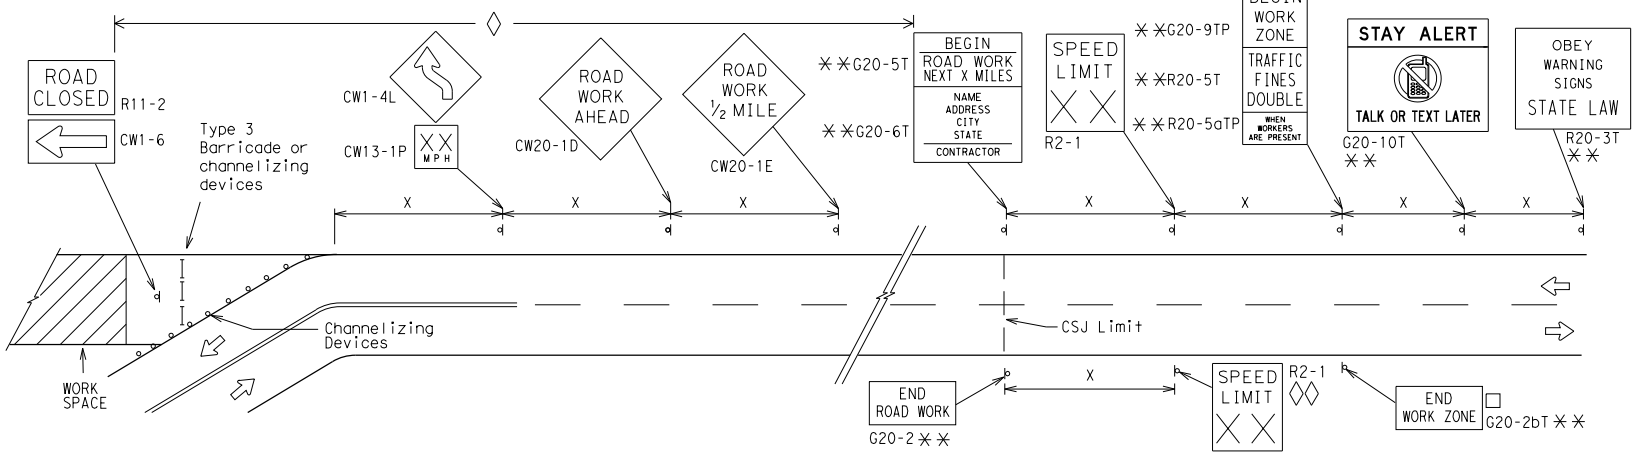 ROAD
CLOSED
R11-2
CW1-6
Type 3
Barricade or
channelizing
devices
CW1-4L
XX
MPH
CW13-1P
ROAD
WORK
AHEAD
CW20-1D
ROAD
WORK
1/2 MILE
CW20-1E
BEGIN
ROAD WORK
NEXT X MILES
**G20-5T
NAME
ADDRESS
CITY
STATE
CONTRACTOR
**G20-6T
SPEED
LIMIT
XX
R2-1
BEGIN
WORK
ZONE
**G20-9TP
TRAFFIC
FINES
DOUBLE
**R20-5T
WHEN
WORKERS
ARE PRESENT
**R20-5aTP
STAY ALERT
TALK OR TEXT LATER
G20-10T
**
OBEY
WARNING
SIGNS
STATE LAW
R20-3T
**
X
X
X
X
X
X
X
Channelizing
Devices
WORK
SPACE
CSJ Limit
X
END
ROAD WORK
G20-2**
SPEED
LIMIT
XX
R2-1
◇◇
END
WORK ZONE
□
G20-2bT **